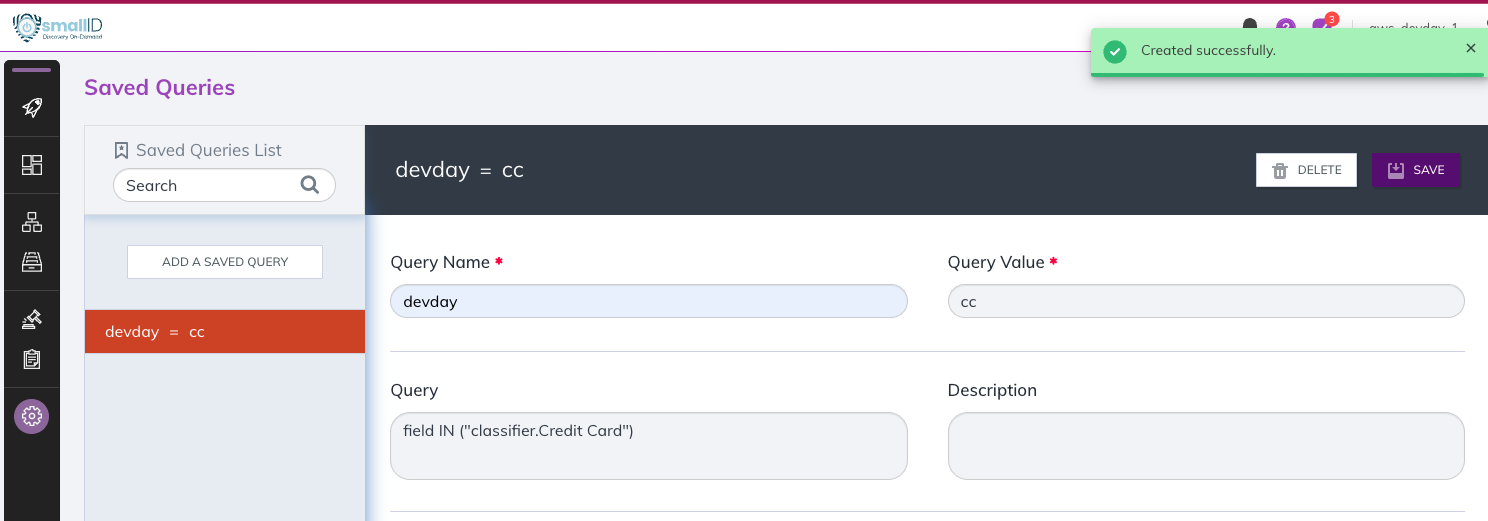 smallID
Discovery On-Demand
3
Created successfully.
Saved Queries
Saved Queries List
Search
ADD A SAVED QUERY
devday = cc
devday = cc
DELETE
SAVE
Query Name *
devday
Query Value *
cc
Query
field IN ("classifier.Credit Card")
Description